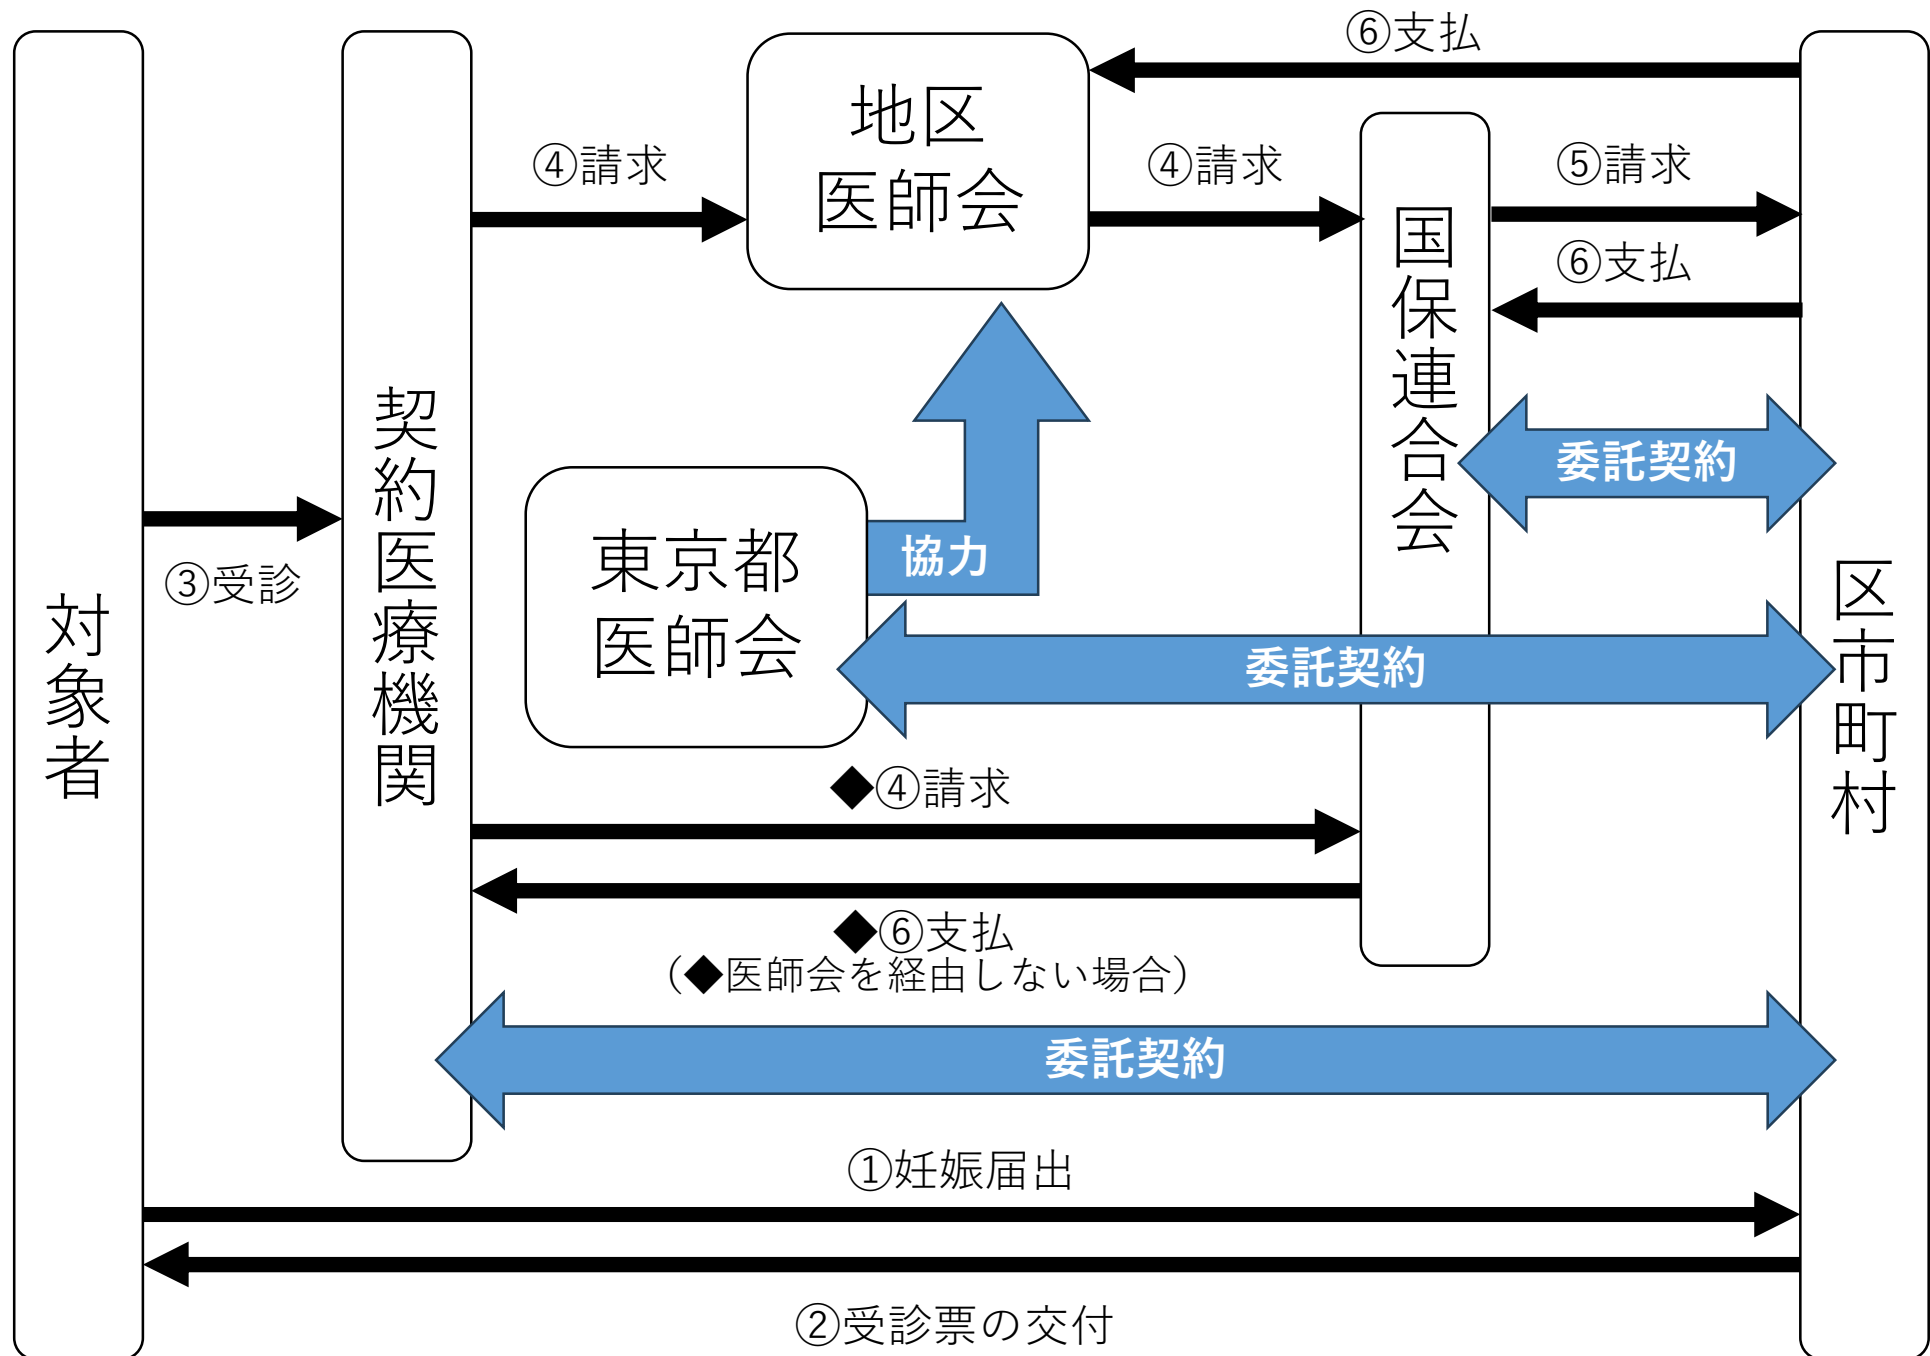 ⑥支払
地区
医師会
④請求
④請求
⑤請求
国保連合会
⑥支払
契約医療機関
委託契約
東京都
医師会
協力
③受診
対象者
区市町村
委託契約
◆④請求
◆⑥支払
（◆医師会を経由しない場合）
委託契約
①妊娠届出
②受診票の交付